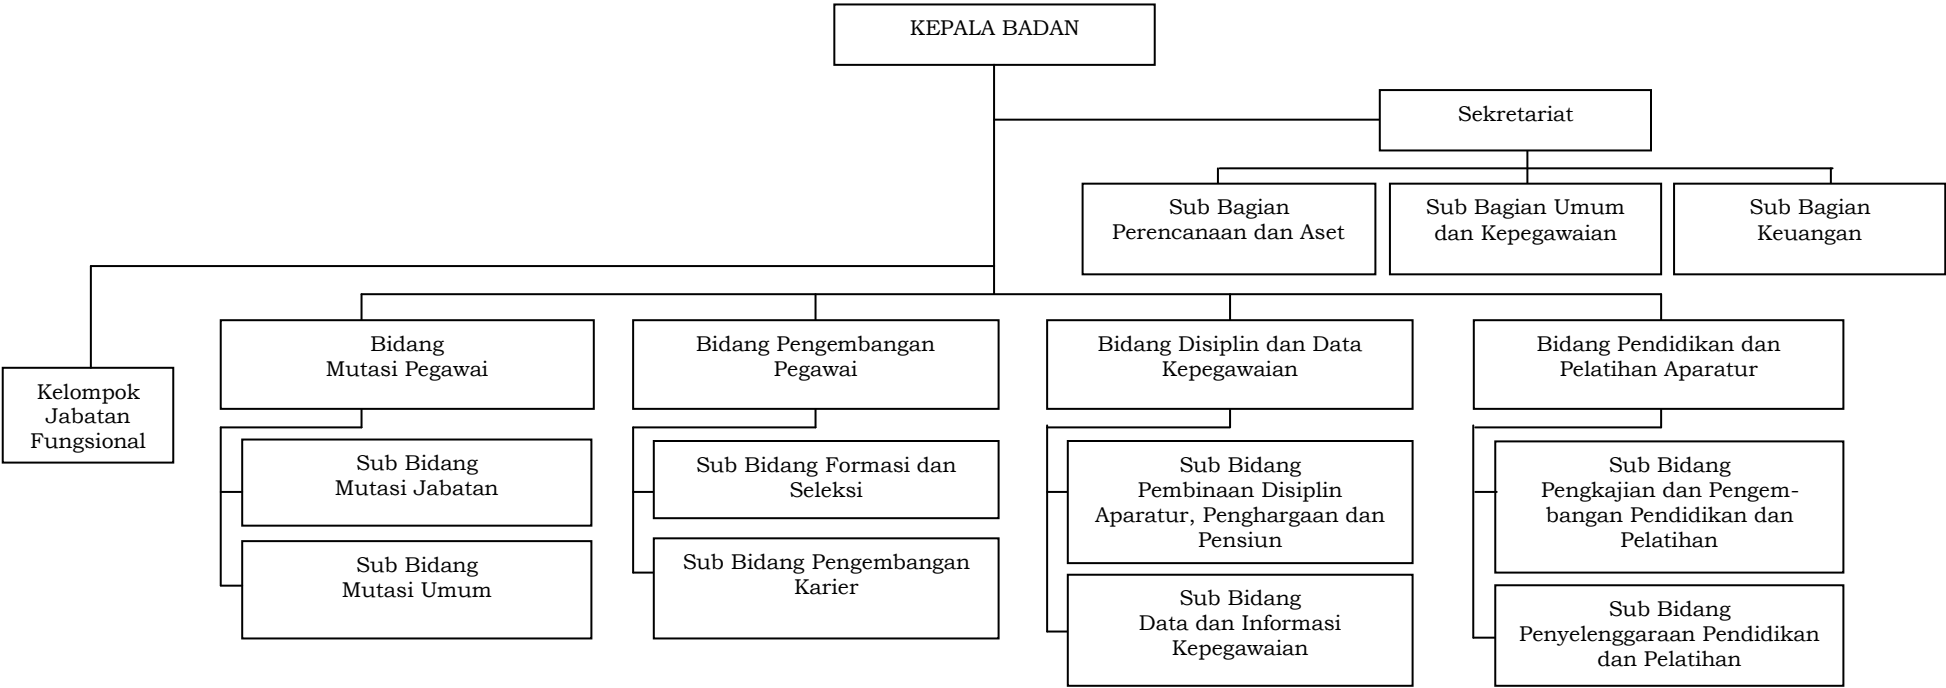 KEPALA BADAN
Sekretariat
Sub Bagian
Perencanaan dan Aset
Sub Bagian Umum
dan Kepegawaian
Sub Bagian
Keuangan
Kelompok
Jabatan
Fungsional
Bidang
Mutasi Pegawai
Sub Bidang
Mutasi Jabatan
Sub Bidang
Mutasi Umum
Bidang Pengembangan
Pegawai
Sub Bidang Formasi dan
Seleksi
Sub Bidang Pengembangan
Karier
Bidang Disiplin dan Data
Kepegawaian
Sub Bidang
Pembinaan Disiplin
Aparatur, Penghargaan dan
Pensiun
Sub Bidang
Data dan Informasi
Kepegawaian
Bidang Pendidikan dan
Pelatihan Aparatur
Sub Bidang
Pengkajian dan Pengem-
bangan Pendidikan dan
Pelatihan
Sub Bidang
Penyelenggaraan Pendidikan
dan Pelatihan